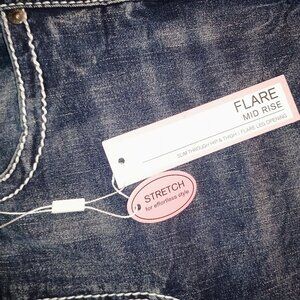 FLARE
MID RISE
SLIM THROUGH HIP & THIGH / FLARE LEG OPENING
STRETCH
for effortless style